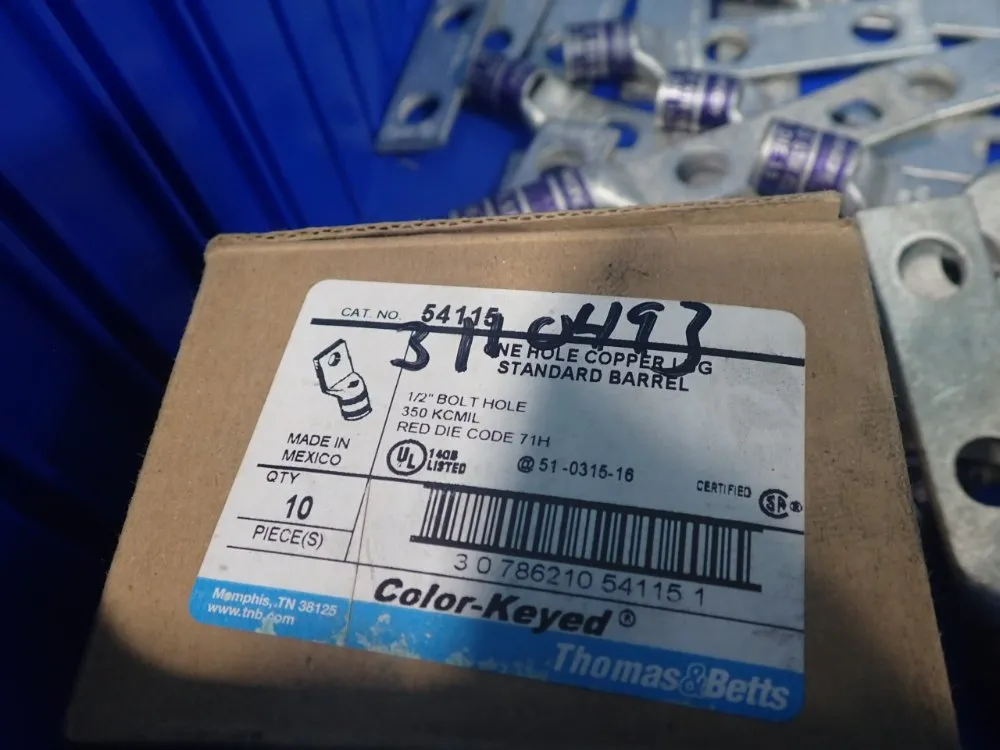 CAT. NO. 54115
3110493
NE HOLE COPPER G
STANDARD BARREL
1/2" BOLT HOLE
350 KCMIL
RED DIE CODE 71H
MADE IN
MEXICO
UL LISTED
@ 51-0315-16
CERTIFIED
QTY
10
PIECE(S)
3 0 786210 54115 1
Color-Keyed®
Memphis, TN 38125
www.tnb.com
Thomas&Betts